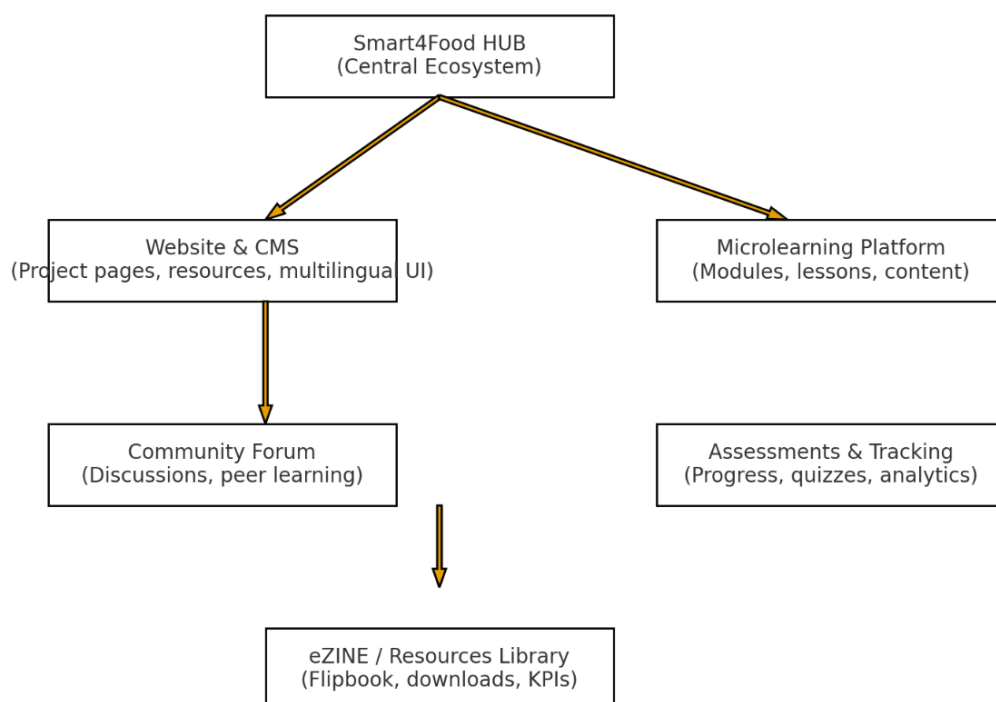 Smart4Food HUB
(Central Ecosystem)
Website & CMS
(Project pages, resources, multilingual UI)
Microlearning Platform
(Modules, lessons, content)
Community Forum
(Discussions, peer learning)
Assessments & Tracking
(Progress, quizzes, analytics)
eZINE / Resources Library
(Flipbook, downloads, KPIs)